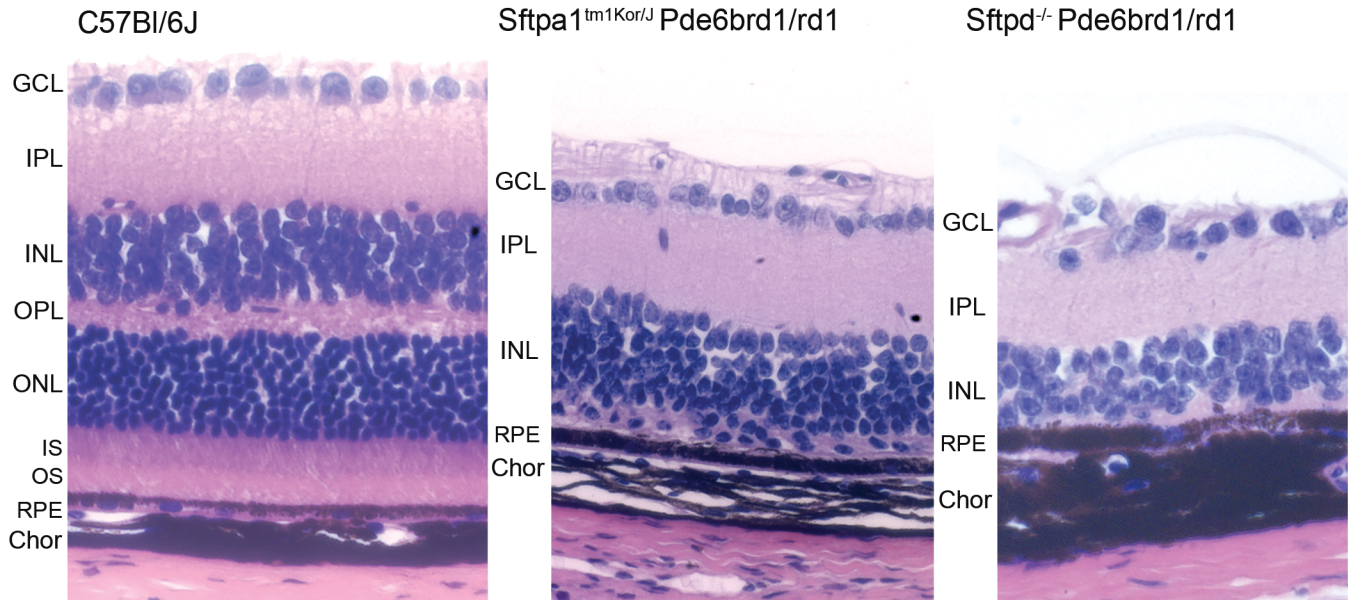 C57Bl/6J
GCL
IPL
INL
OPL
ONL
IS
OS
RPE
Chor
Sftpa1tm1Kor/J Pde6brd1/rd1
GCL
IPL
INL
RPE
Chor
Sftpd-/- Pde6brd1/rd1
GCL
IPL
INL
RPE
Chor